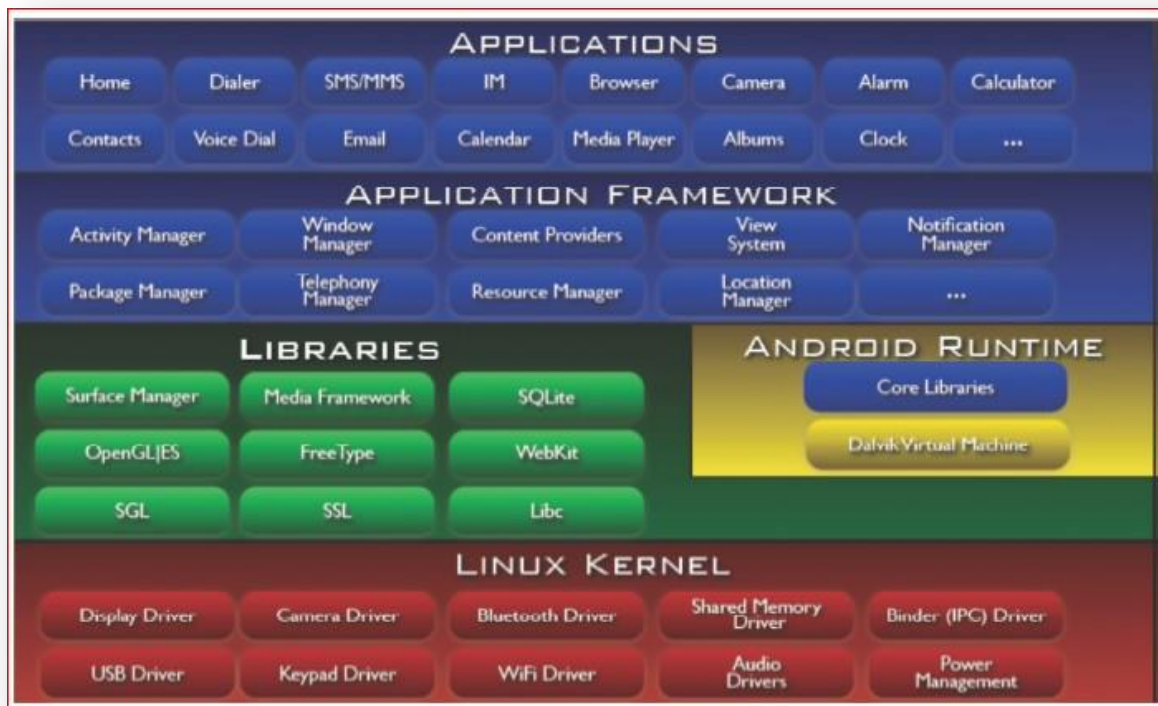 APPLICATIONS
Home Dialer SMS/MMS IM Browser Camera Alarm Calculator
Contacts Voice Dial Email Calendar Media Player Albums Clock ...
APPLICATION FRAMEWORK
Activity Manager Window Manager Content Providers View System Notification Manager
Package Manager Telephony Manager Resource Manager Location Manager ...
LIBRARIES
Surface Manager Media Framework SQLite
OpenGL|ES FreeType WebKit
SGL SSL Libc
ANDROID RUNTIME
Core Libraries
Dalvik Virtual Machine
LINUX KERNEL
Display Driver Camera Driver Bluetooth Driver Shared Memory Driver Binder (IPC) Driver
USB Driver Keypad Driver WiFi Driver Audio Drivers Power Management